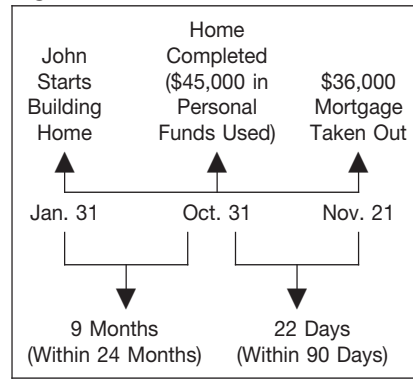 John
Starts
Building
Home
Home
Completed
($45,000 in
Personal
Funds Used)
$36,000
Mortgage
Taken Out
Jan. 31
Oct. 31
Nov. 21
9 Months
(Within 24 Months)
22 Days
(Within 90 Days)